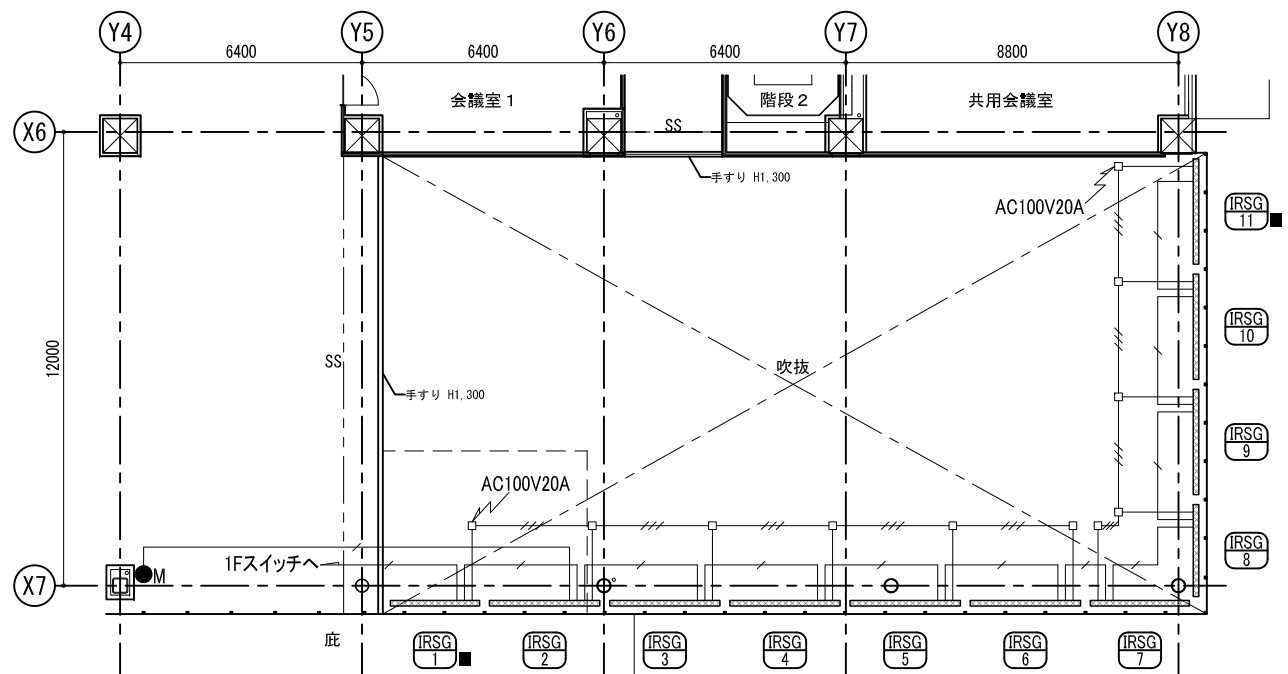 Y4
Y5
Y6
Y7
Y8
6400
6400
6400
8800
会議室1
階段2
共用会議室
X6
SS
手すり H1,300
AC100V20A
IRSG
11
IRSG
10
12000
SS
吹抜
手すり H1,300
IRSG
9
AC100V20A
IRSG
8
1Fスイッチへ
X7
M
庇
IRSG
1
IRSG
2
IRSG
3
IRSG
4
IRSG
5
IRSG
6
IRSG
7